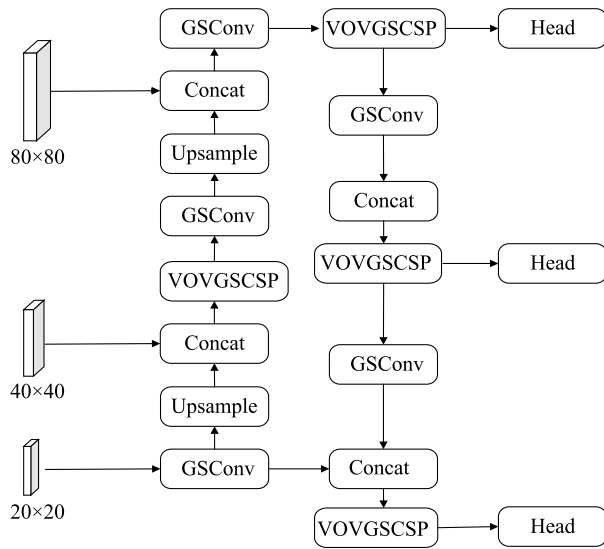 GSConv
VOVGSCSP
Head
Concat
80×80
GSConv
Upsample
GSConv
Concat
VOVGSCSP
Head
VOVGSCSP
Concat
40×40
GSConv
Upsample
GSConv
Concat
20×20
VOVGSCSP
Head